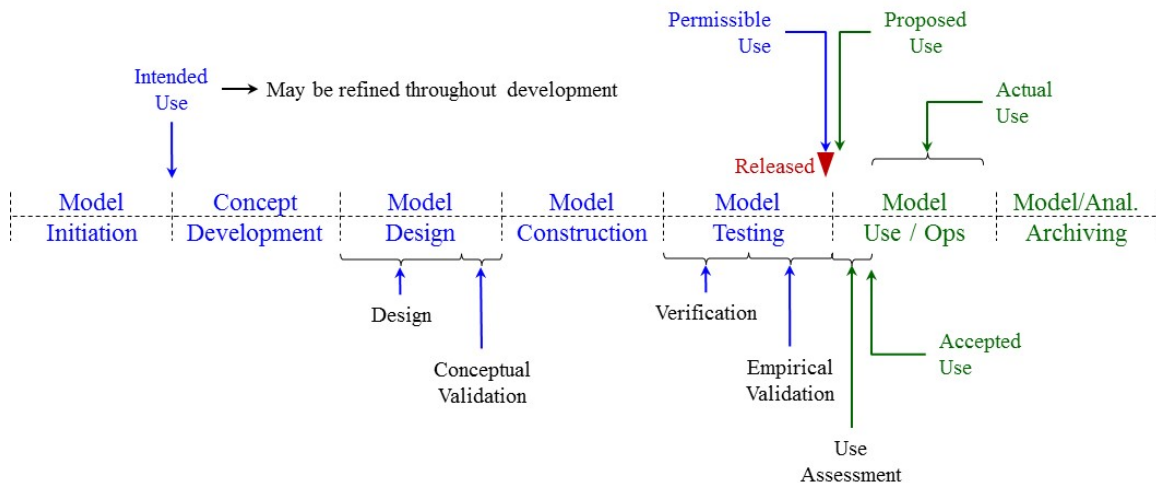 Permissible
Use
Proposed
Use
Intended
Use
May be refined throughout development
Actual
Use
Released
Model
Initiation
Concept
Development
Model
Design
Model
Construction
Model
Testing
Model
Use / Ops
Model/Anal.
Archiving
Design
Verification
Conceptual
Validation
Empirical
Validation
Accepted
Use
Use
Assessment